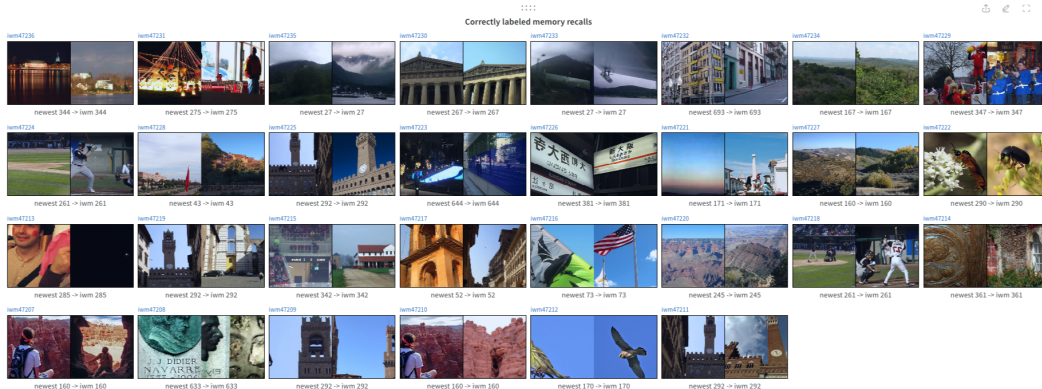 Correctly labeled memory recalls
iwm47236 iwm47231 iwm47235 iwm47230 iwm47233 iwm47232 iwm47234 iwm47229
newest 344 -> iwm 344 newest 275 -> iwm 275 newest 27 -> iwm 27 newest 267 -> iwm 267 newest 27 -> iwm 27 newest 693 -> iwm 693 newest 167 -> iwm 167 newest 347 -> iwm 347
iwm47224 iwm47228 iwm47225 iwm47223 iwm47226 iwm47221 iwm47227 iwm47222
新大阪
newest 261 -> iwm 261 newest 43 -> iwm 43 newest 292 -> iwm 292 newest 644 -> iwm 644 newest 381 -> iwm 381 newest 171 -> iwm 171 newest 160 -> iwm 160 newest 290 -> iwm 290
iwm47213 iwm47219 iwm47215 iwm47217 iwm47216 iwm47220 iwm47218 iwm47214
newest 285 -> iwm 285 newest 292 -> iwm 292 newest 342 -> iwm 342 newest 52 -> iwm 52 newest 73 -> iwm 73 newest 245 -> iwm 245 newest 261 -> iwm 261 newest 361 -> iwm 361
iwm47207 iwm47208 iwm47209 iwm47210 iwm47212 iwm47211
J. J. DIDIER
NAVARRE
newest 160 -> iwm 160 newest 633 -> iwm 633 newest 292 -> iwm 292 newest 160 -> iwm 160 newest 170 -> iwm 170 newest 292 -> iwm 292